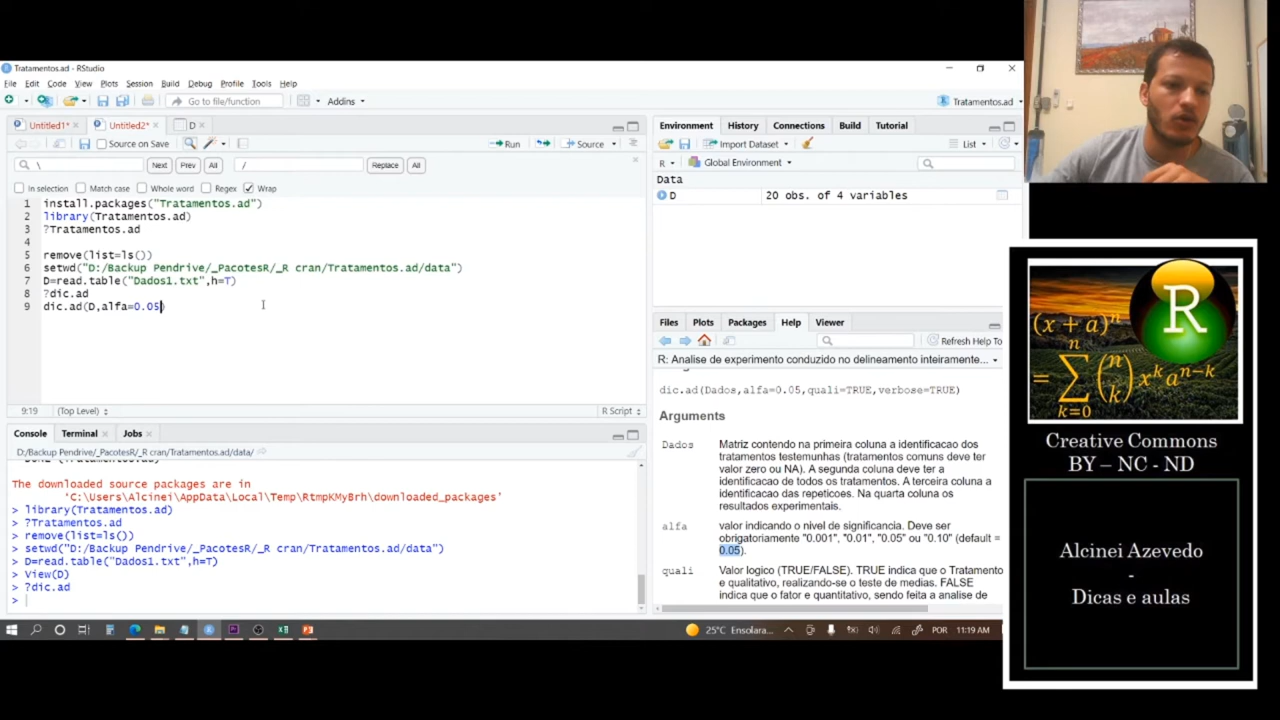 Tratamentos.ad - RStudio
File Edit Code View Plots Session Build Debug Profile Tools Help
Go to file/function
Addins
Tratamentos.ad
Untitled1* Untitled2* D
Source on Save
Run
Source
\ Next Prev All / Replace All
In selection Match case Whole word Regex Wrap
1 install.packages("Tratamentos.ad")
2 library(Tratamentos.ad)
3 ?Tratamentos.ad
4
5 remove(list=ls())
6 setwd("D:/Backup Pendrive/_PacotesR/_R cran/Tratamentos.ad/data")
7 D=read.table("Dados1.txt",h=T)
8 ?dic.ad
9 dic.ad(D,alfa=0.05)
9:19 (Top Level) R Script
Console Terminal Jobs
D:/Backup Pendrive/_PacotesR/_R cran/Tratamentos.ad/data/
The downloaded source packages are in
'C:\Users\Alcinei\AppData\Local\Temp\RtmpKMyBrh\downloaded_packages'
> library(Tratamentos.ad)
> ?Tratamentos.ad
> remove(list=ls())
> setwd("D:/Backup Pendrive/_PacotesR/_R cran/Tratamentos.ad/data")
> D=read.table("Dados1.txt",h=T)
> View(D)
> ?dic.ad
>
Environment History Connections Build Tutorial
Import Dataset
List
R Global Environment
Data
D 20 obs. of 4 variables
Files Plots Packages Help Viewer
Refresh Help To
R: Analise de experimento conduzido no delineamento inteiramente...
dic.ad(Dados,alfa=0.05,quali=TRUE,verbose=TRUE)
Arguments
Dados Matriz contendo na primeira coluna a identificacao dos
tratamentos testemunhas (tratamentos comuns deve ter
valor zero ou NA). A segunda coluna deve ter a
identificacao de todos os tratamentos. A terceira coluna a
identificacao das repeticoes. Na quarta coluna os
resultados experimentais.
alfa valor indicando o nivel de significancia. Deve ser
obrigatoriamente "0.001", "0.01", "0.05" ou "0.10" (default =
0.05).
quali Valor logico (TRUE/FALSE). TRUE indica que o Tratamento
e qualitativo, realizando-se o teste de medias. FALSE
indica que o fator e quantitativo, sendo feita a analise de
25°C Ensolara... POR 11:19 AM
R
(x + a)^n
= ∑ (n k) x^k a^(n-k)
n
k=0
Creative Commons
BY – NC - ND
Alcinei Azevedo
-
Dicas e aulas